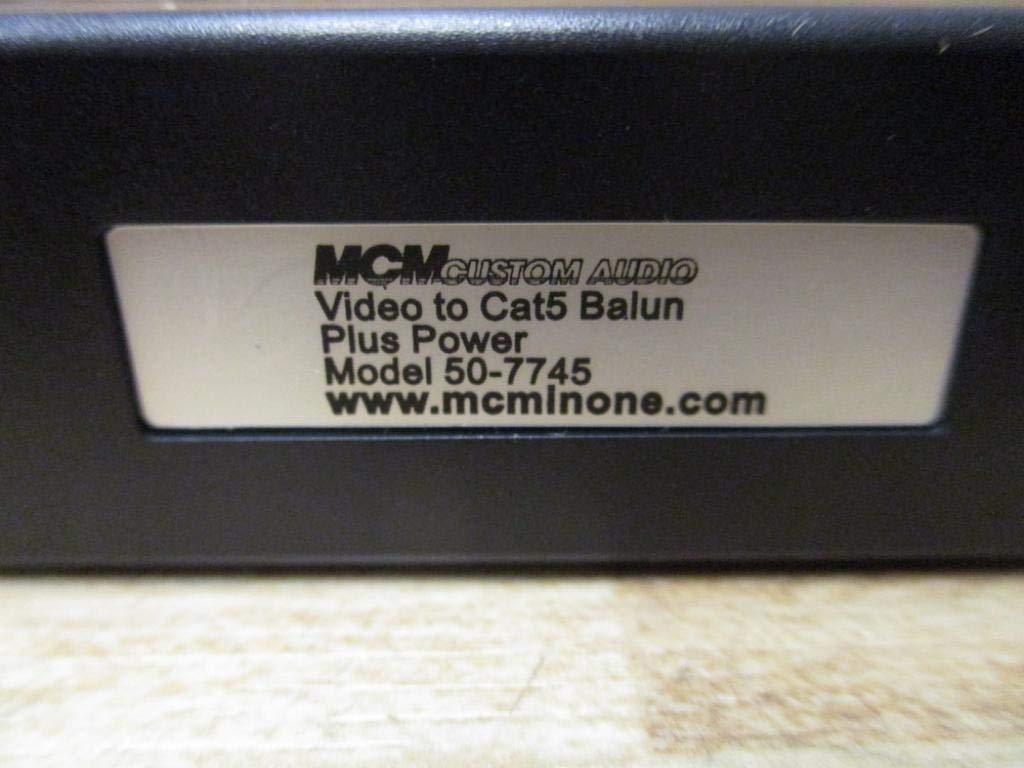 MCM CUSTOM AUDIO
Video to Cat5 Balun
Plus Power
Model 50-7745
www.mcminone.com